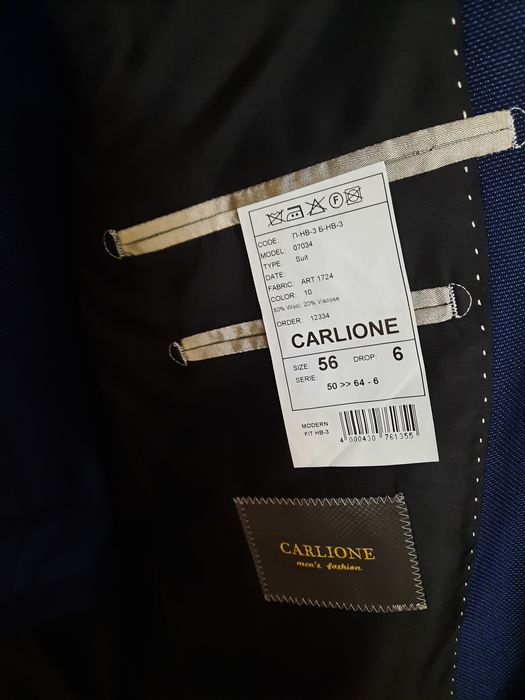 F
CODE: П-НВ-3 Б-НВ-3
MODEL: 07034
TYPE: Suit
DATE:
FABRIC: ART 1724
COLOR: 10
80% Wool, 20% Viscose
ORDER: 12334
CARLIONE
SIZE: 56 DROP: 6
SERIE: 50 >> 64 - 6
MODERN
FIT HB-3
4 000430 761355
CARLIONE
men's fashion